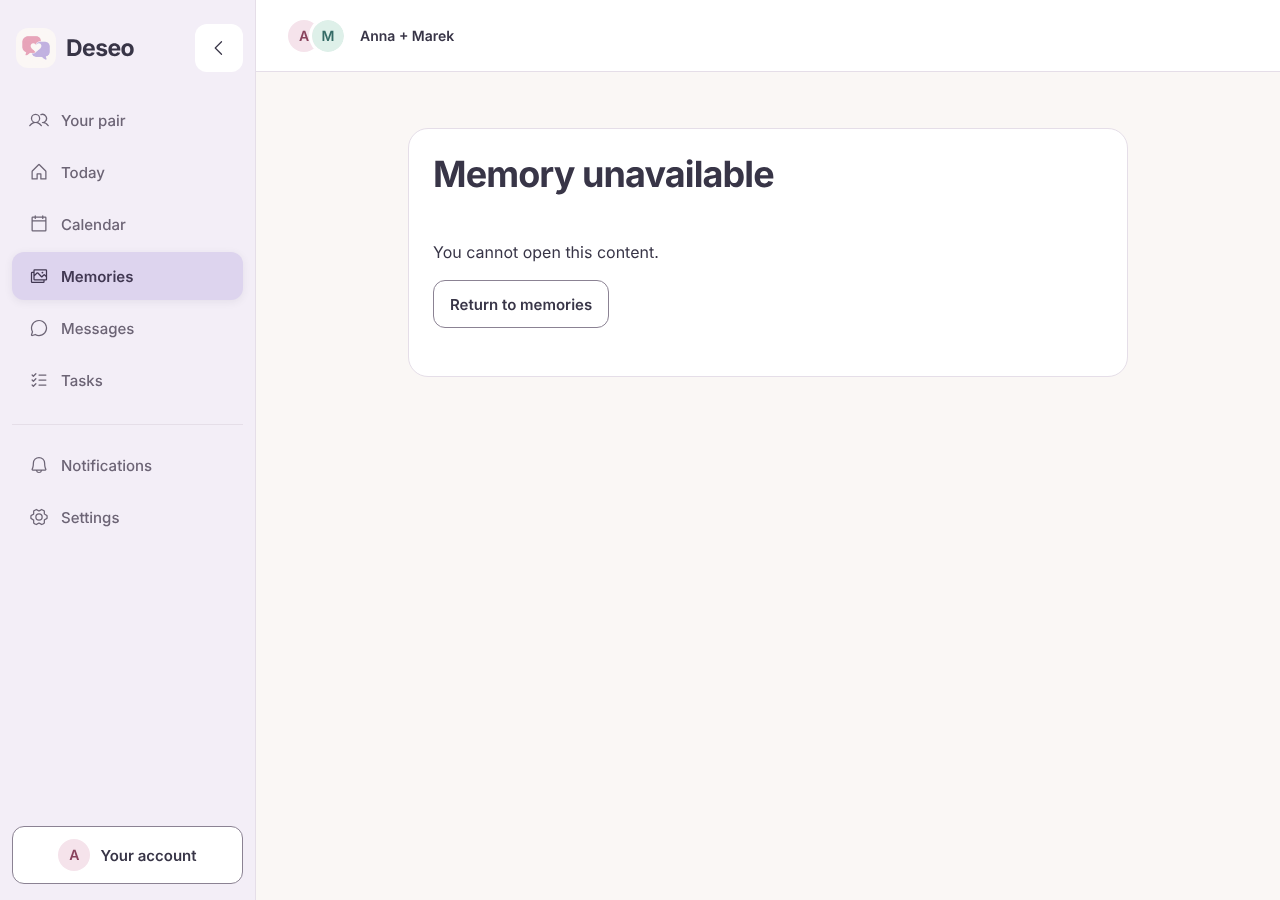 Deseo
Your pair
Today
Calendar
Memories
Messages
Tasks
Notifications
Settings
A Your account
A M Anna + Marek
Memory unavailable
You cannot open this content.
Return to memories